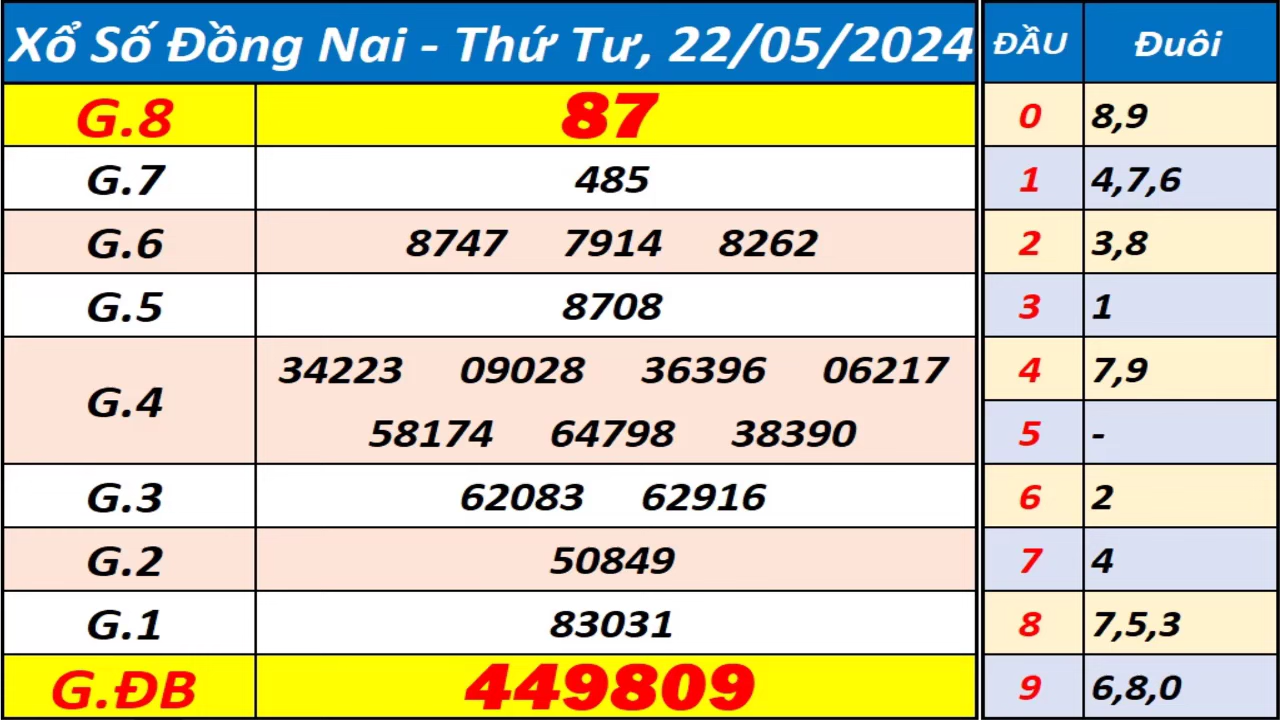 Xổ Số Đồng Nai - Thứ Tư, 22/05/2024
G.8 87
G.7 485
G.6 8747 7914 8262
G.5 8708
G.4 34223 09028 36396 06217
58174 64798 38390
G.3 62083 62916
G.2 50849
G.1 83031
G.ĐB 449809
ĐẦU Đuôi
0 8,9
1 4,7,6
2 3,8
3 1
4 7,9
5 -
6 2
7 4
8 7,5,3
9 6,8,0